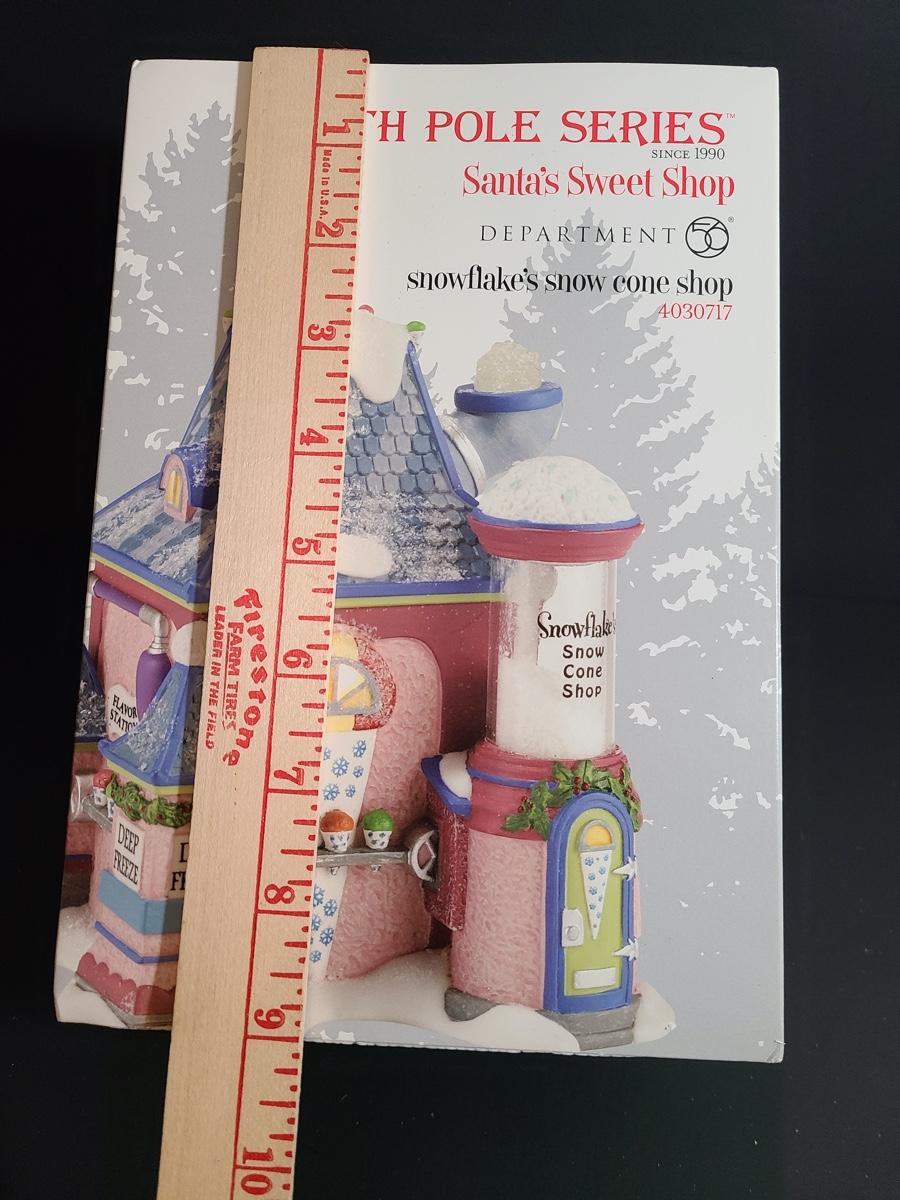 TH POLE SERIES™
SINCE 1990
Santa's Sweet Shop
DEPARTMENT 56®
snowflake's snow cone shop
4030717
1
Made in U.S.A.
2
3
4
5
6
7
8
9
10
Firestone
FARM TIRES
LEADER IN THE FIELD
Snowflake's
Snow
Cone
Shop
FLAVOR
STATION
DEEP
FREEZE
D
FR